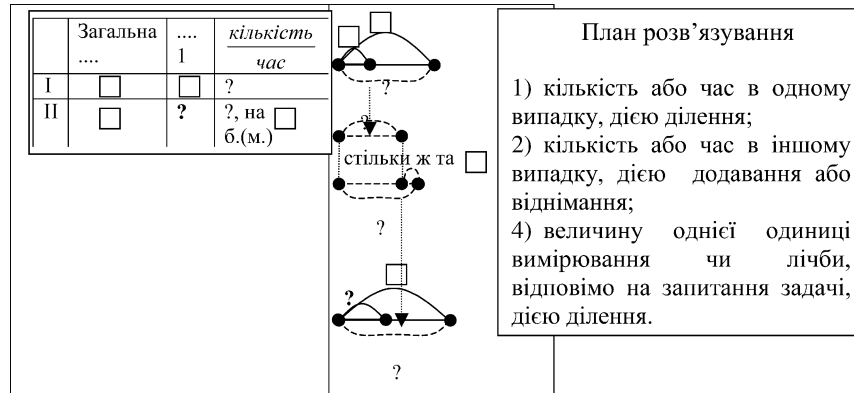 Загальна .... кількість
.... 1 час
I ?
II ? ?, на
б.(м.)
?
?
стільки ж та
?
?
?
План розв’язування
1) кількість або час в одному
випадку, дією ділення;
2) кількість або час в іншому
випадку, дією додавання або
віднімання;
4) величину однієї одиниці
вимірювання чи лічби,
відповімо на запитання задачі,
дією ділення.